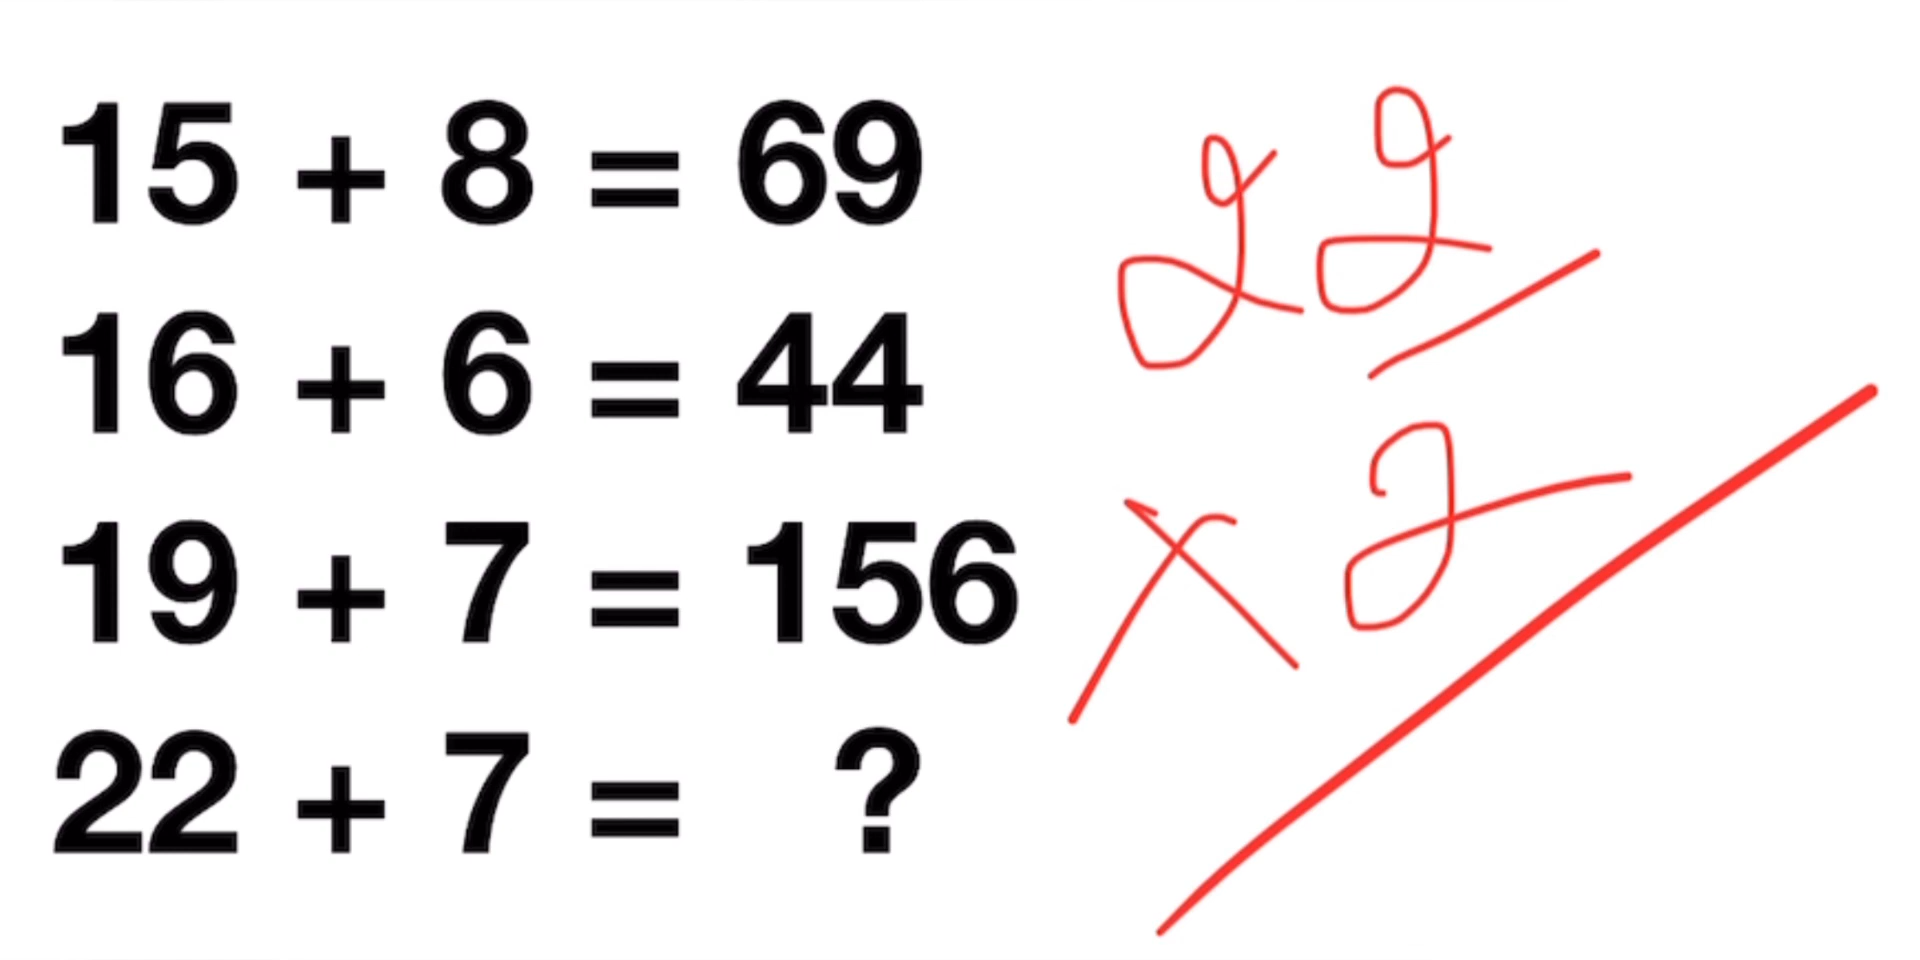 15 + 8 = 69
16 + 6 = 44
19 + 7 = 156
22 + 7 = ?
22
× 2